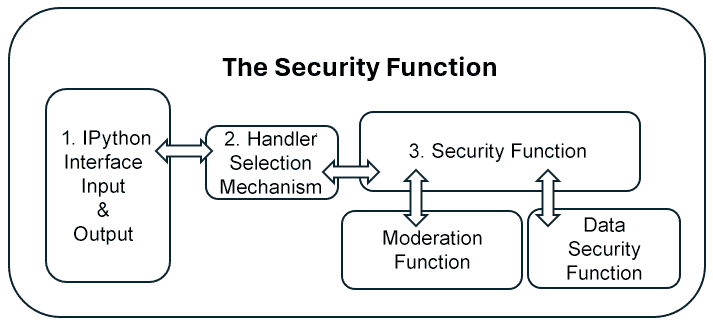 The Security Function
1. IPython
Interface
Input
&
Output
2. Handler
Selection
Mechanism
3. Security Function
Moderation
Function
Data
Security
Function